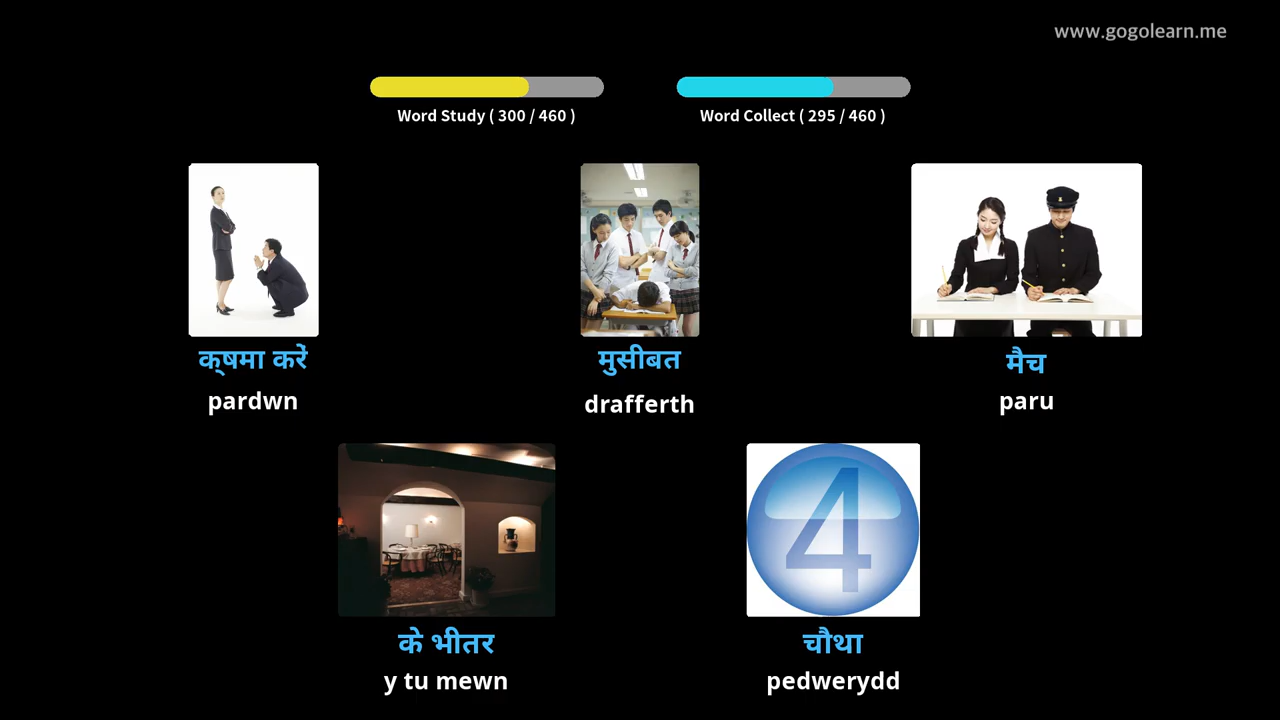 www.gogolearn.me
Word Study ( 300 / 460 )
Word Collect ( 295 / 460 )
क्षमा करें
मुसीबत
मैच
pardwn
drafferth
paru
4
के भीतर
चौथा
y tu mewn
pedwerydd